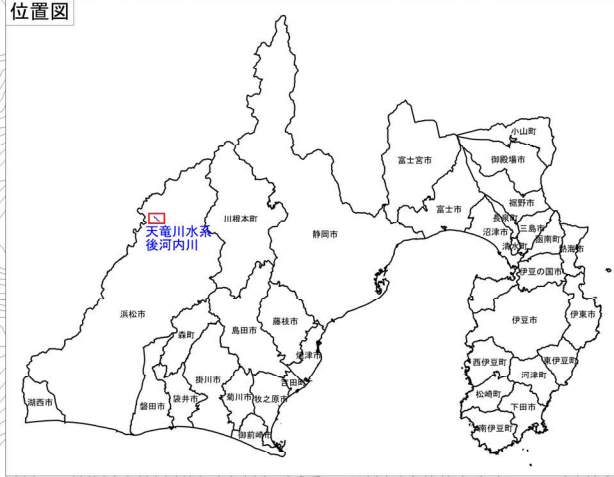 位置図
小山町
御殿場市
富士宮市
裾野市
富士市
長泉町
沼津市
三島市
清水町
函南町
熱海市
川根本町
静岡市
天竜川水系
後河内川
伊豆の国市
浜松市
伊豆市
伊東市
藤枝市
島田市
森町
焼津市
西伊豆町
東伊豆町
河津町
吉田町
掛川市
湖西市
磐田市
袋井市
菊川市
牧之原市
松崎町
下田市
御前崎市
南伊豆町